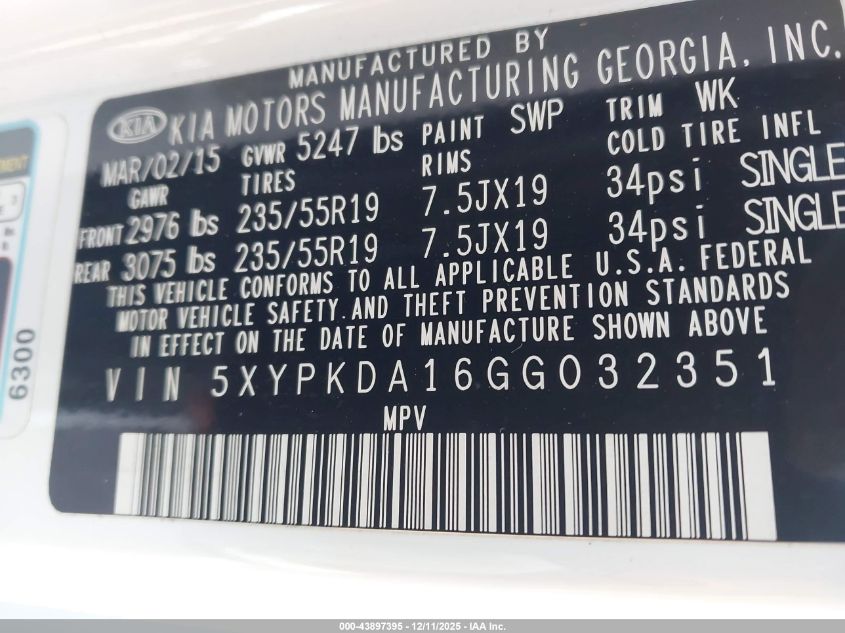 MANUFACTURED BY
KIA KIA MOTORS MANUFACTURING GEORGIA, INC.
MAR/02/15 GVWR 5247 lbs PAINT SWP TRIM WK
GAWR TIRES RIMS COLD TIRE INFL
FRONT 2976 lbs 235/55R19 7.5JX19 34psi SINGLE
REAR 3075 lbs 235/55R19 7.5JX19 34psi SINGLE
THIS VEHICLE CONFORMS TO ALL APPLICABLE U.S.A. FEDERAL
MOTOR VEHICLE SAFETY.AND THEFT PREVENTION STANDARDS
IN EFFECT ON THE DATE OF MANUFACTURE SHOWN ABOVE
VIN 5XYPKDA16GG032351
MPV
6300
000-43897395 - 12/11/2025 - IAA Inc.